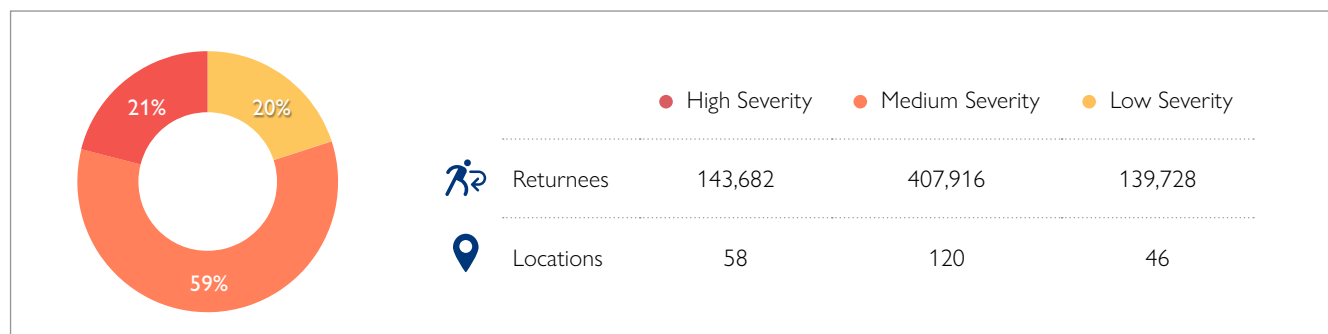 21%
20%
59%
High Severity Medium Severity Low Severity
Returnees 143,682 407,916 139,728
Locations 58 120 46